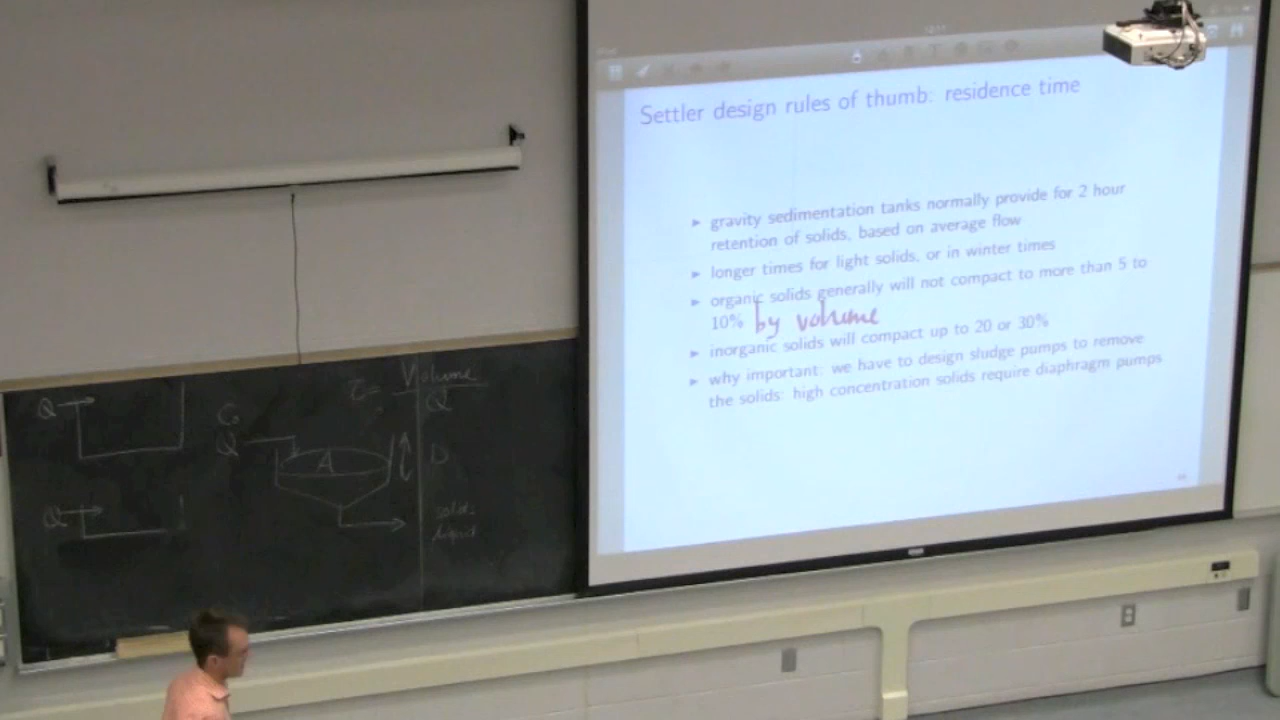 Settler design rules of thumb: residence time
► gravity sedimentation tanks normally provide for 2 hour
retention of solids, based on average flow
► longer times for light solids, or in winter times
► organic solids generally will not compact to more than 5 to
10% by volume
► inorganic solids will compact up to 20 or 30%
► why important: we have to design sludge pumps to remove
the solids: high concentration solids require diaphragm pumps
τ = Volume
Q
Q
C₀
Q
A
D
Q
solid
liquid